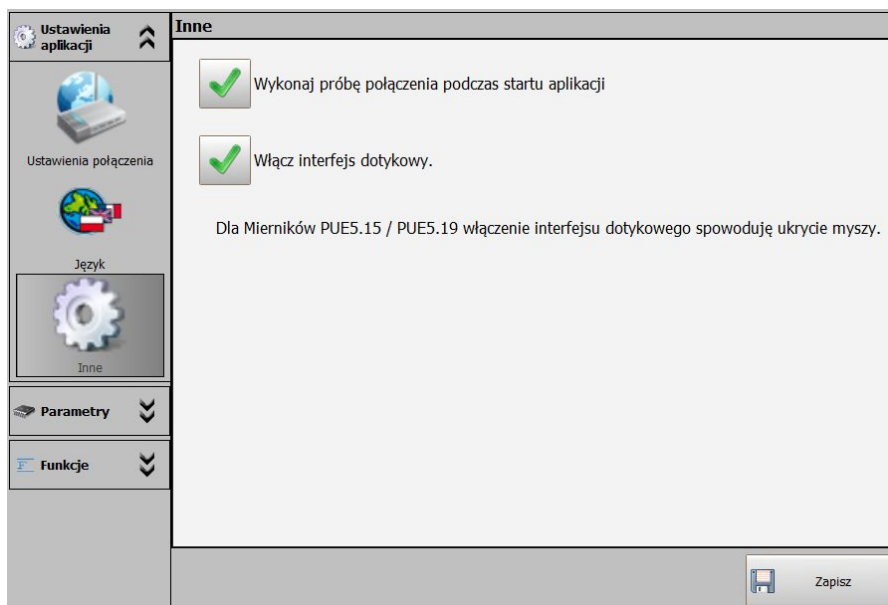 Ustawienia
aplikacji
Ustawienia połączenia
Język
Inne
Parametry
Funkcje
Inne
Wykonaj próbę połączenia podczas startu aplikacji
Włącz interfejs dotykowy.
Dla Mierników PUE5.15 / PUE5.19 włączenie interfejsu dotykowego spowoduję ukrycie myszy.
Zapisz